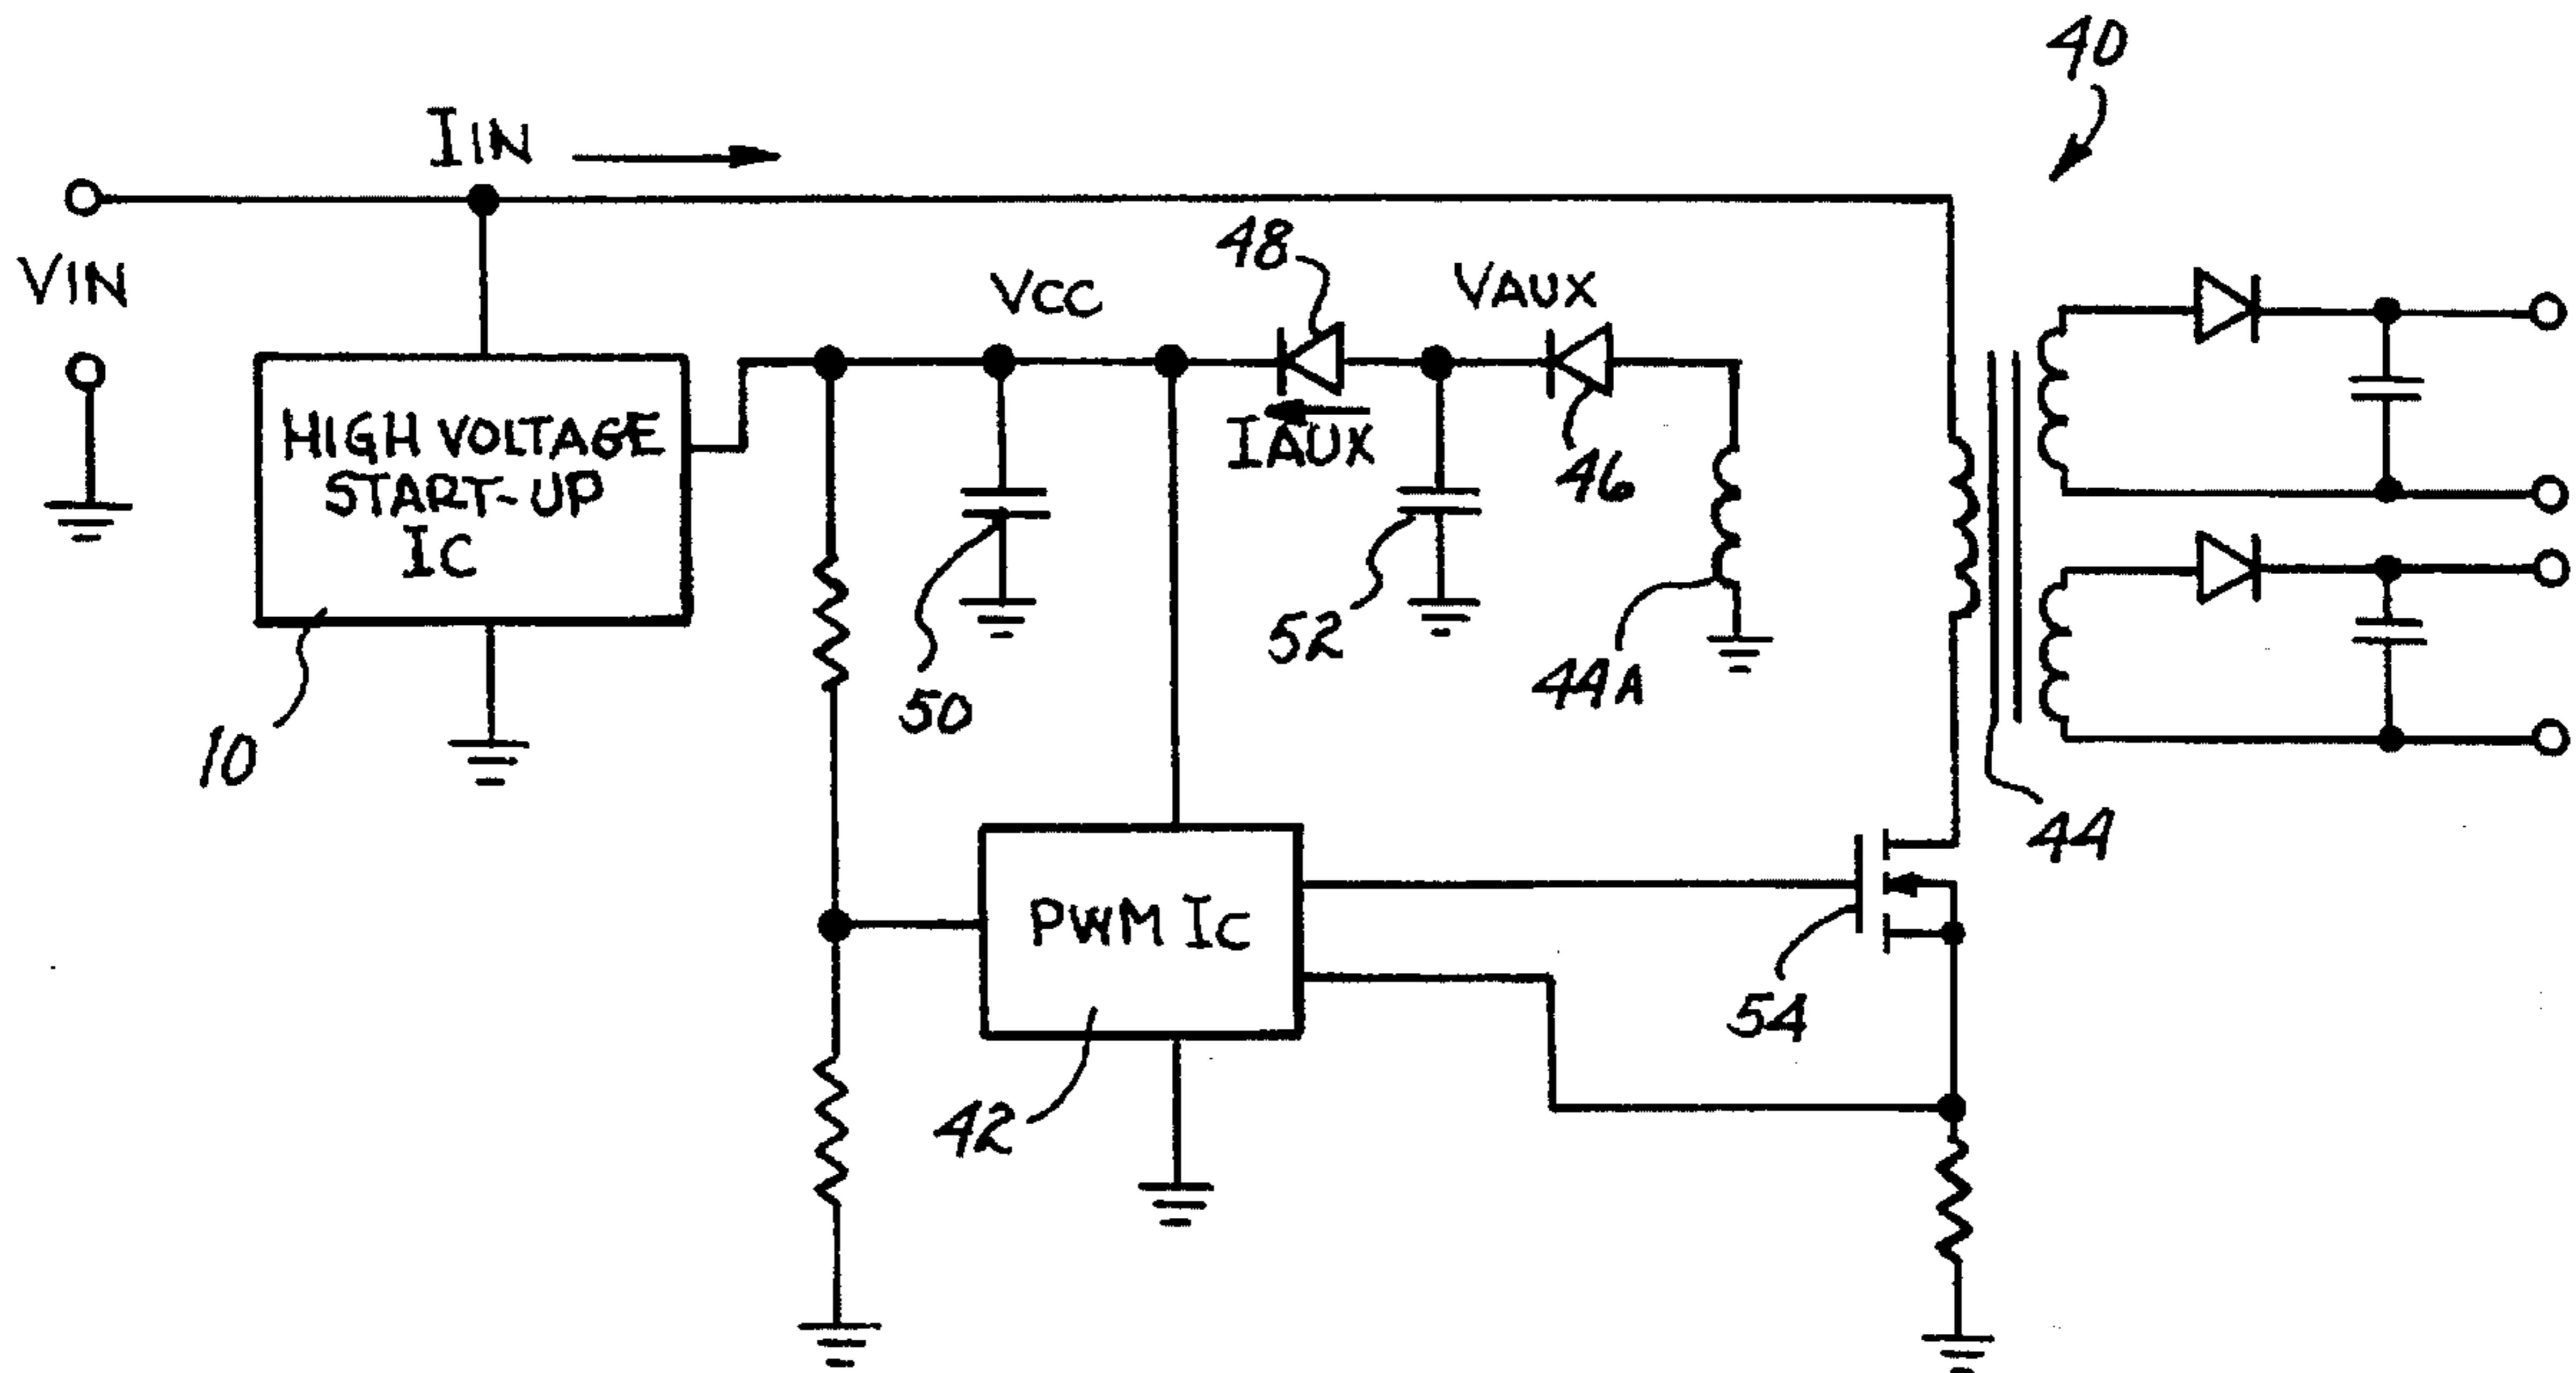 40
IIN
VIN
48
VCC
VAUX
HIGH VOLTAGE
START-UP
IC
IAUX
46
52
44A
50
10
44
PWM IC
54
42